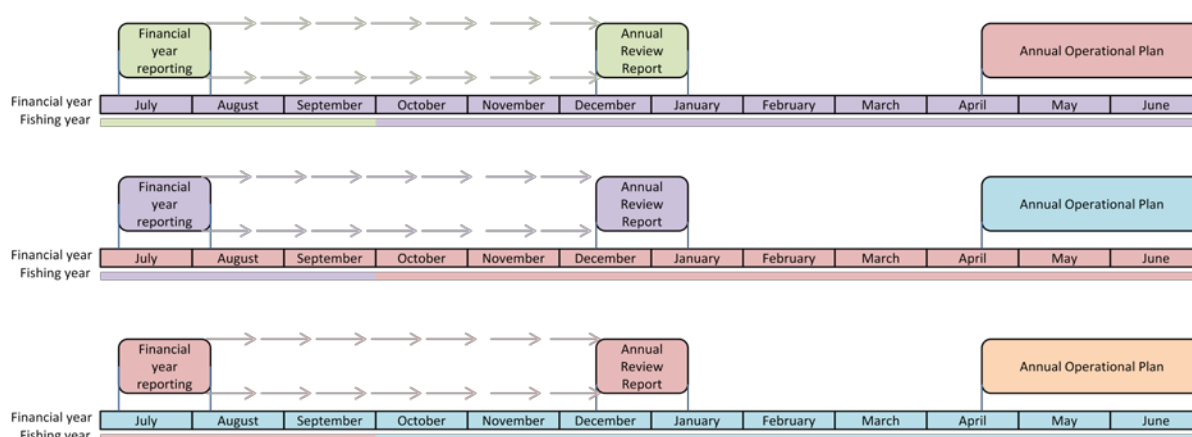 Financial
year
reporting
Annual
Review
Report
Annual Operational Plan
Financial year July August September October November December January February March April May June
Fishing year
Financial
year
reporting
Annual
Review
Report
Annual Operational Plan
Financial year July August September October November December January February March April May June
Fishing year
Financial
year
reporting
Annual
Review
Report
Annual Operational Plan
Financial year July August September October November December January February March April May June
Fishing year